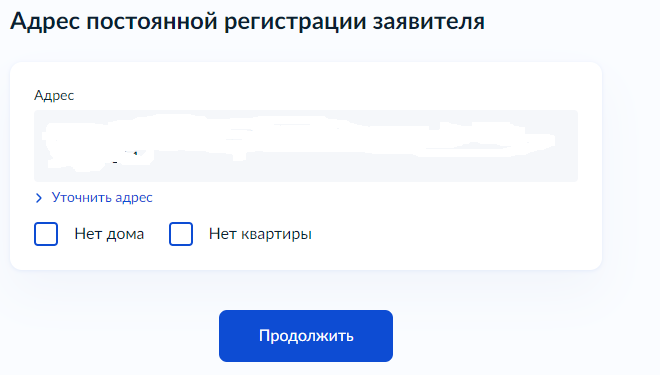 Адрес постоянной регистрации заявителя
Адрес
Уточнить адрес
Нет дома Нет квартиры
Продолжить